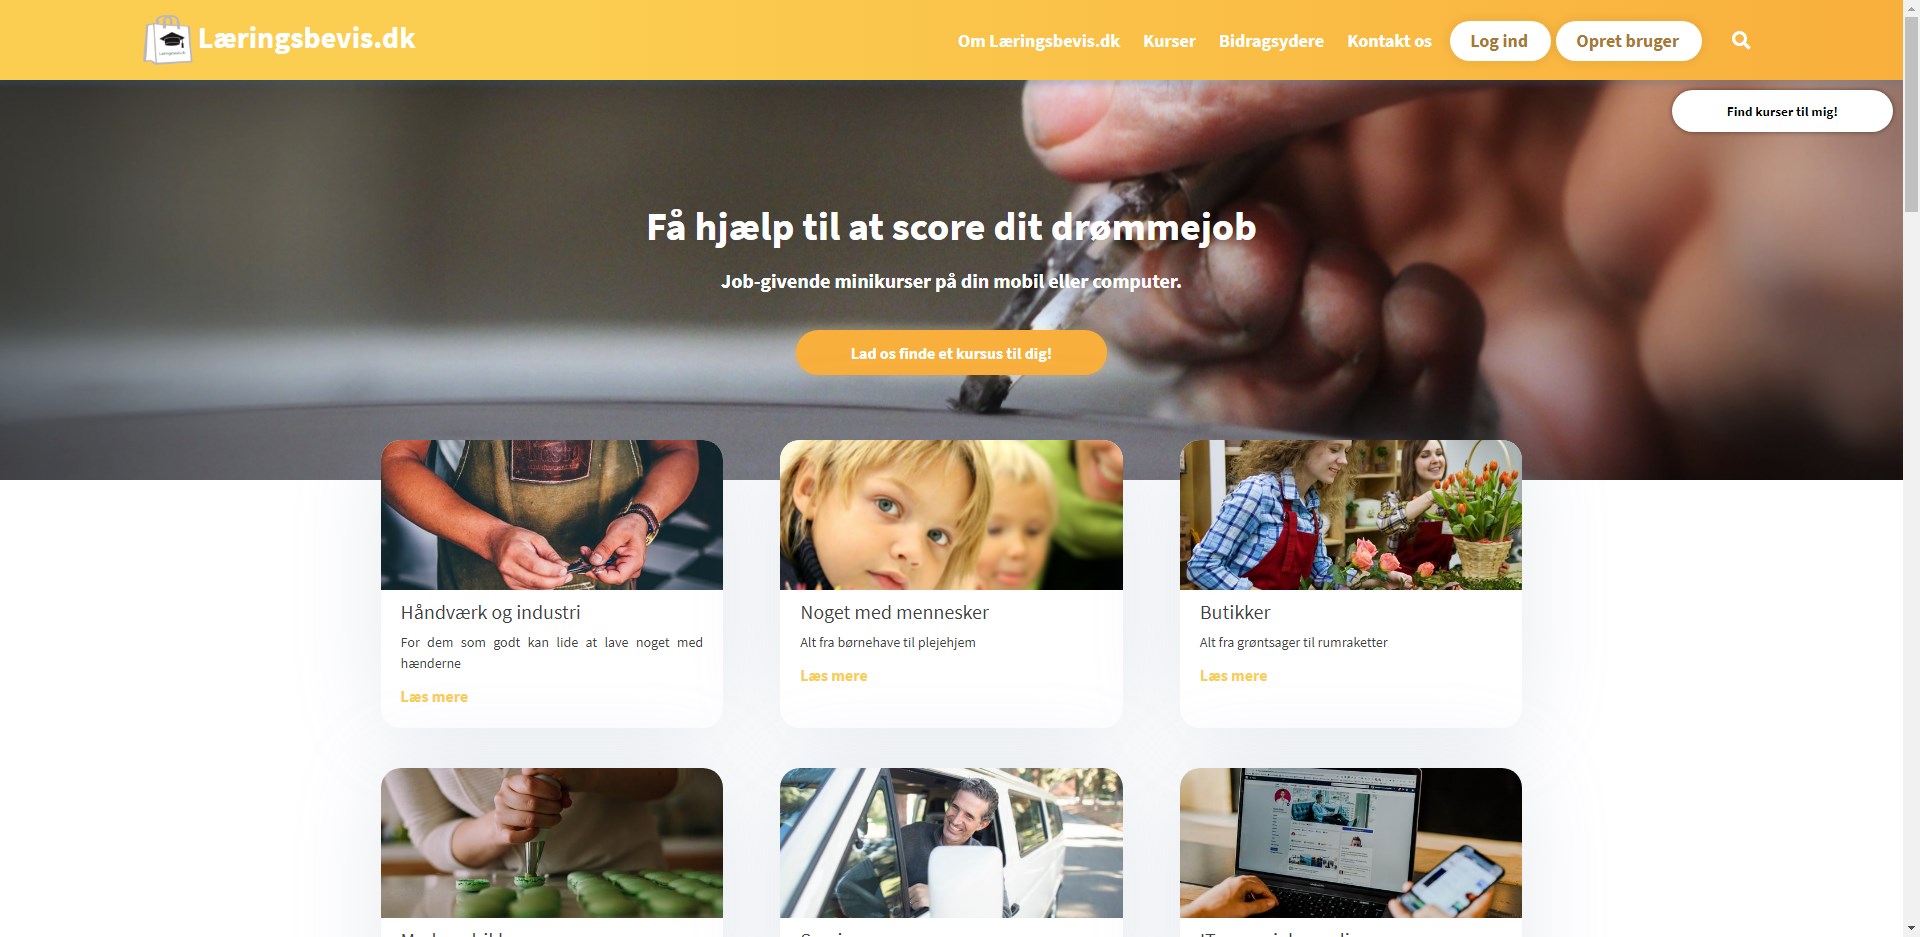 Læringsbevis.dk
Om Læringsbevis.dk Kurser Bidragsydere Kontakt os Log ind Opret bruger
Find kurser til mig!
Få hjælp til at score dit drømmejob
Job-givende minikurser på din mobil eller computer.
Lad os finde et kursus til dig!
Håndværk og industri
For dem som godt kan lide at lave noget med
hænderne
Læs mere
Noget med mennesker
Alt fra børnehave til plejehjem
Læs mere
Butikker
Alt fra grøntsager til rumraketter
Læs mere